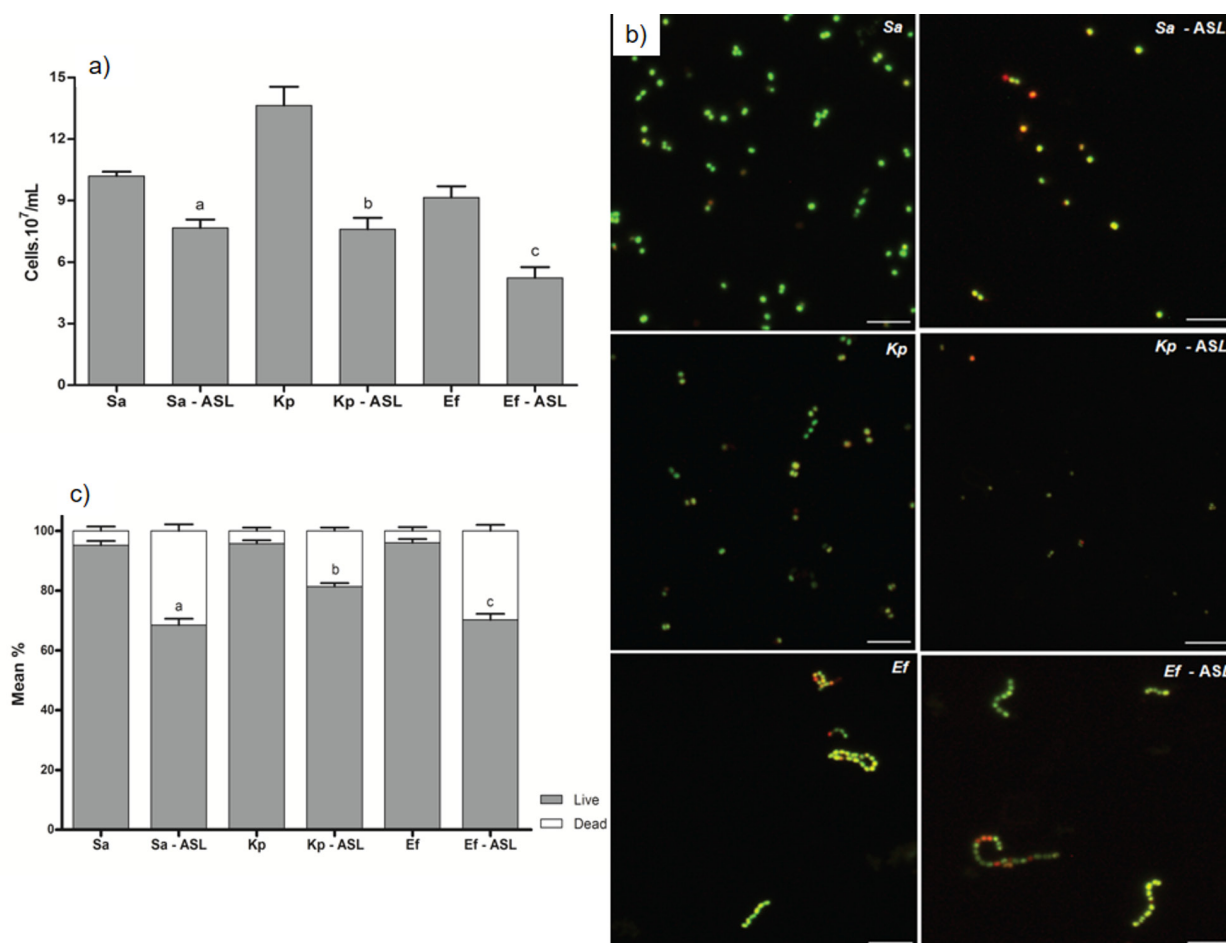 a)
15
12
9
6
3
0
Cells.10⁷/mL
a
b
c
Sa Sa - ASL Kp Kp - ASL Ef Ef - ASL
c)
100
80
60
40
20
0
Mean %
a
b
c
Live
Dead
Sa Sa - ASL Kp Kp - ASL Ef Ef - ASL
b)
Sa
Sa - ASL
Kp
Kp - ASL
Ef
Ef - ASL